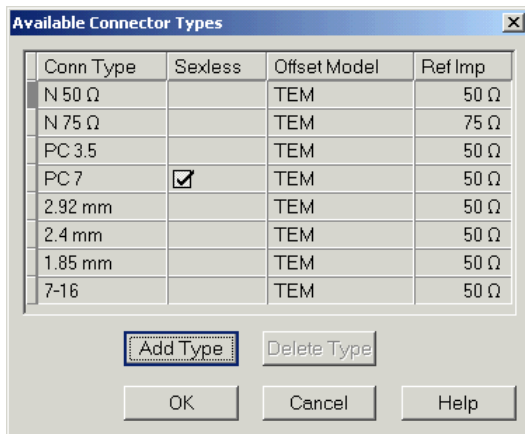 Available Connector Types
Conn Type Sexless Offset Model Ref Imp
N 50 Ω TEM 50 Ω
N 75 Ω TEM 75 Ω
PC 3.5 TEM 50 Ω
PC 7 TEM 50 Ω
2.92 mm TEM 50 Ω
2.4 mm TEM 50 Ω
1.85 mm TEM 50 Ω
7-16 TEM 50 Ω
Add Type Delete Type
OK Cancel Help